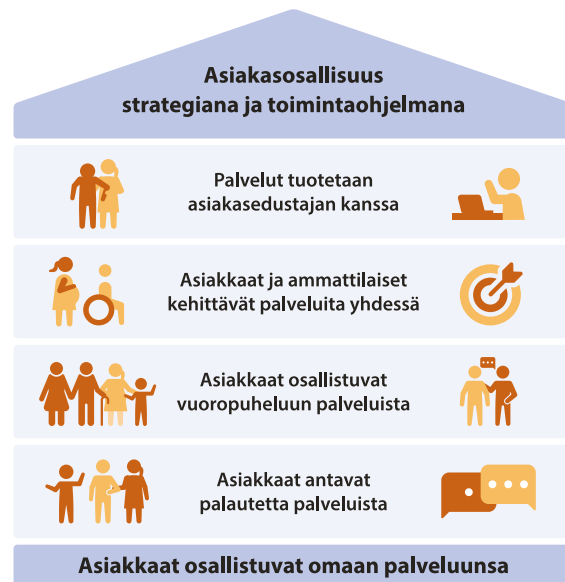 Asiakasosallisuus
strategiana ja toimintaohjelmana
Palvelut tuotetaan
asiakasedustajan kanssa
Asiakkaat ja ammattilaiset
kehittävät palveluita yhdessä
Asiakkaat osallistuvat
vuoropuheluun palveluista
Asiakkaat antavat
palautetta palveluista
Asiakkaat osallistuvat omaan palveluunsa